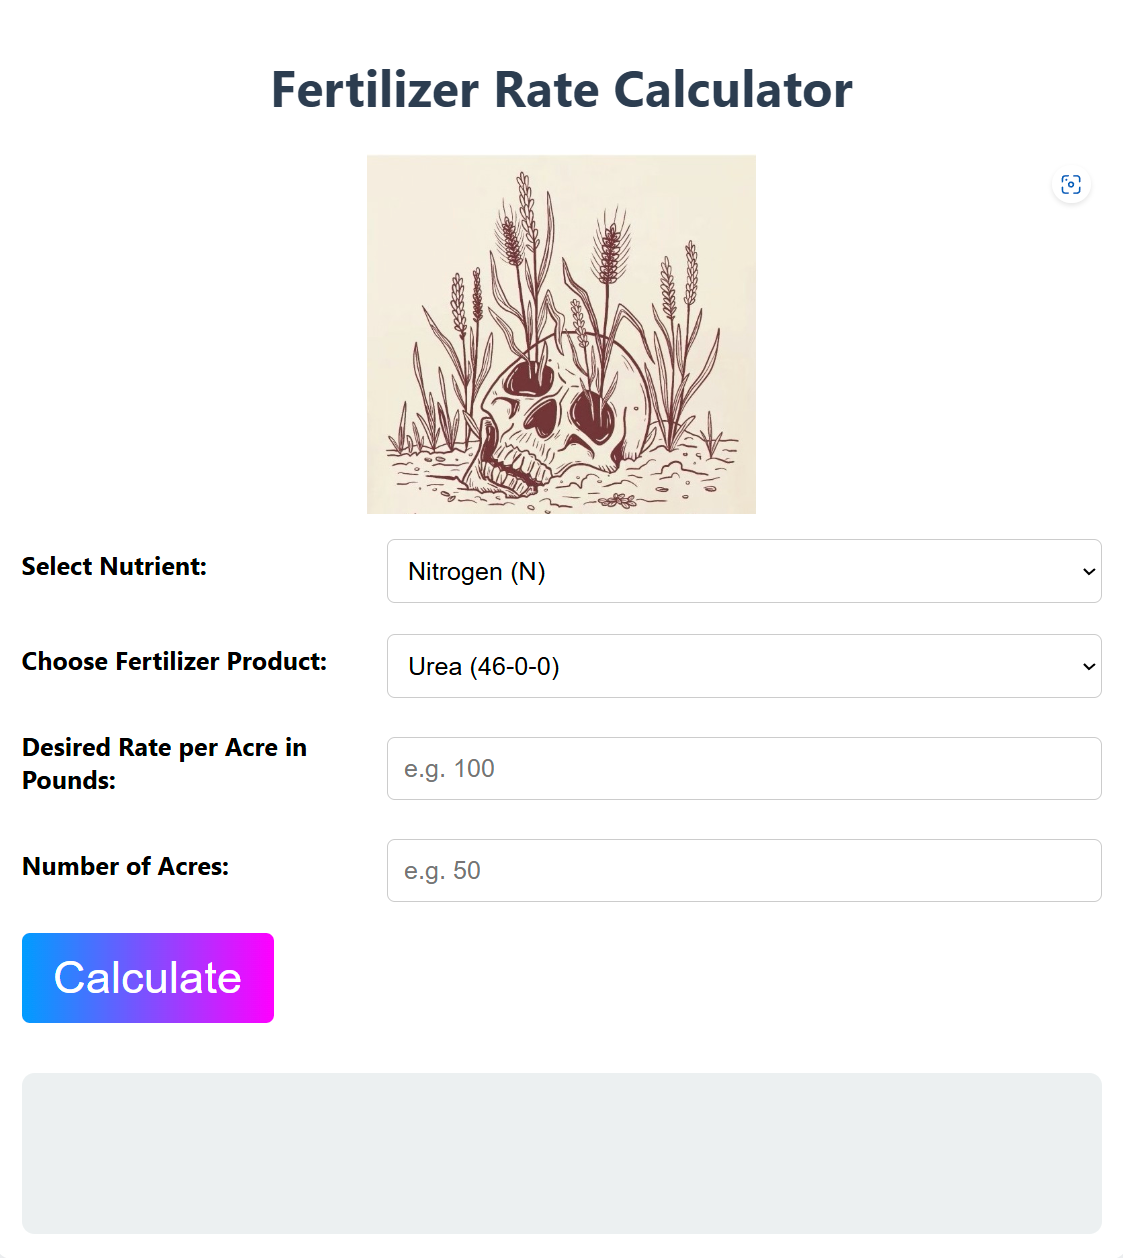 Fertilizer Rate Calculator
Select Nutrient:
Nitrogen (N)
Choose Fertilizer Product:
Urea (46-0-0)
Desired Rate per Acre in
Pounds:
e.g. 100
Number of Acres:
e.g. 50
Calculate